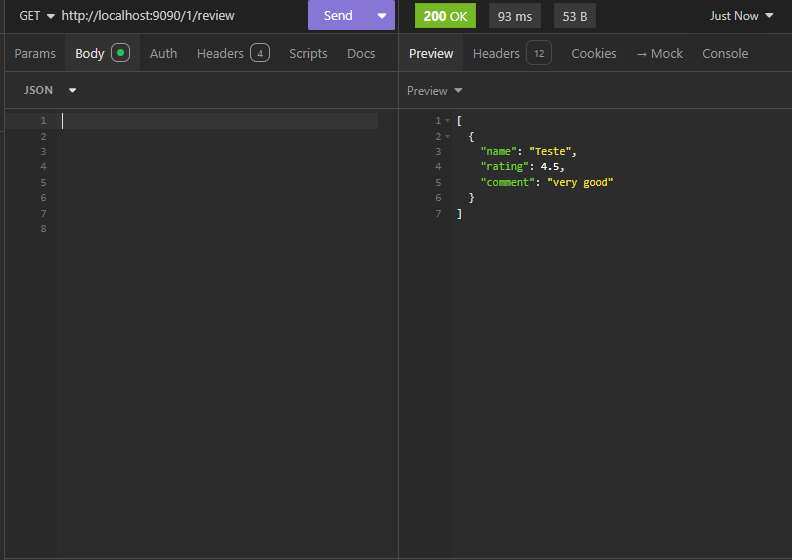 GET http://localhost:9090/1/review Send 200 OK 93 ms 53 B Just Now
Params Body Auth Headers 4 Scripts Docs Preview Headers 12 Cookies → Mock Console
JSON Preview
1
2
3
4
5
6
7
8
1 [
2 {
3 "name": "Teste",
4 "rating": 4.5,
5 "comment": "very good"
6 }
7 ]